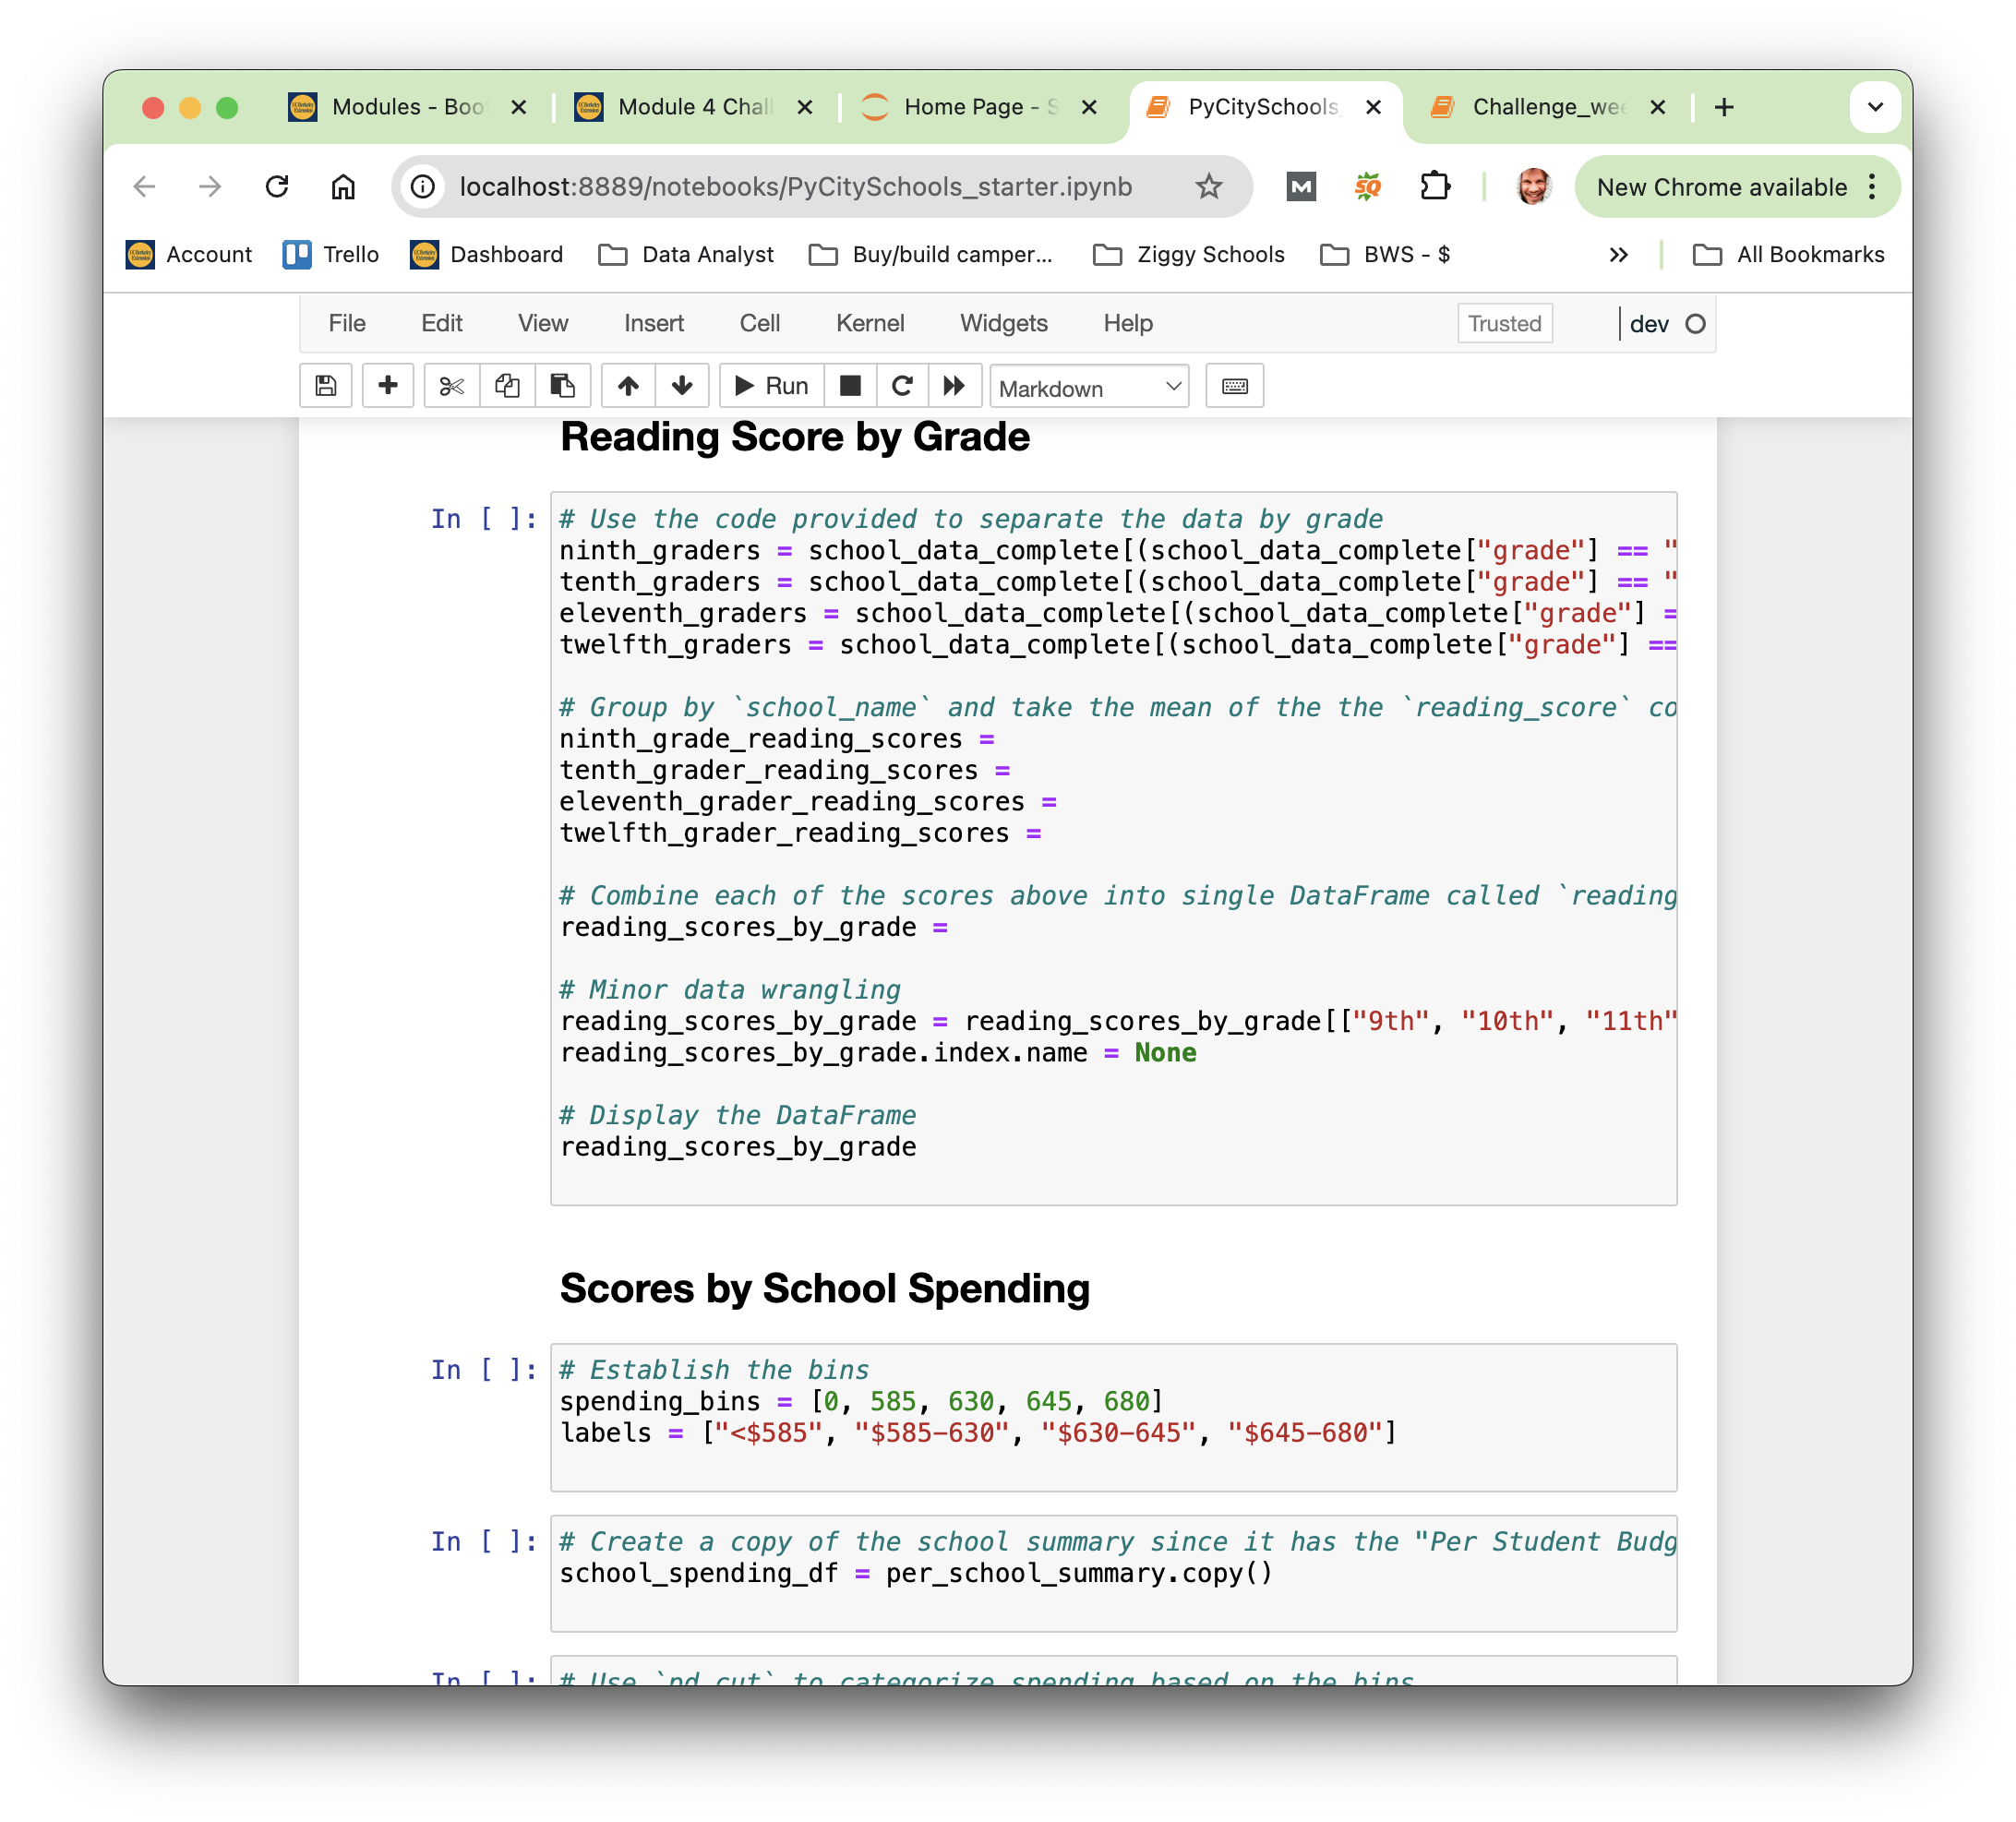 Modules - Boo
Module 4 Chall
Home Page - S
PyCitySchools_
Challenge_wee
localhost:8889/notebooks/PyCitySchools_starter.ipynb
M
SQ
New Chrome available
Account
Trello
Dashboard
Data Analyst
Buy/build camper...
Ziggy Schools
BWS - $
All Bookmarks
File Edit View Insert Cell Kernel Widgets Help
Trusted
dev
Run
Markdown
Reading Score by Grade
In [ ]:
# Use the code provided to separate the data by grade
ninth_graders = school_data_complete[(school_data_complete["grade"] == "
tenth_graders = school_data_complete[(school_data_complete["grade"] == "
eleventh_graders = school_data_complete[(school_data_complete["grade"] =
twelfth_graders = school_data_complete[(school_data_complete["grade"] ==
# Group by `school_name` and take the mean of the the `reading_score` co
ninth_grade_reading_scores =
tenth_grader_reading_scores =
eleventh_grader_reading_scores =
twelfth_grader_reading_scores =
# Combine each of the scores above into single DataFrame called `reading
reading_scores_by_grade =
# Minor data wrangling
reading_scores_by_grade = reading_scores_by_grade[["9th", "10th", "11th"
reading_scores_by_grade.index.name = None
# Display the DataFrame
reading_scores_by_grade
Scores by School Spending
In [ ]:
# Establish the bins
spending_bins = [0, 585, 630, 645, 680]
labels = ["<$585", "$585-630", "$630-645", "$645-680"]
In [ ]:
# Create a copy of the school summary since it has the "Per Student Budg
school_spending_df = per_school_summary.copy()
In [ ]:
# Use `pd.cut` to categorize spending based on the bins.